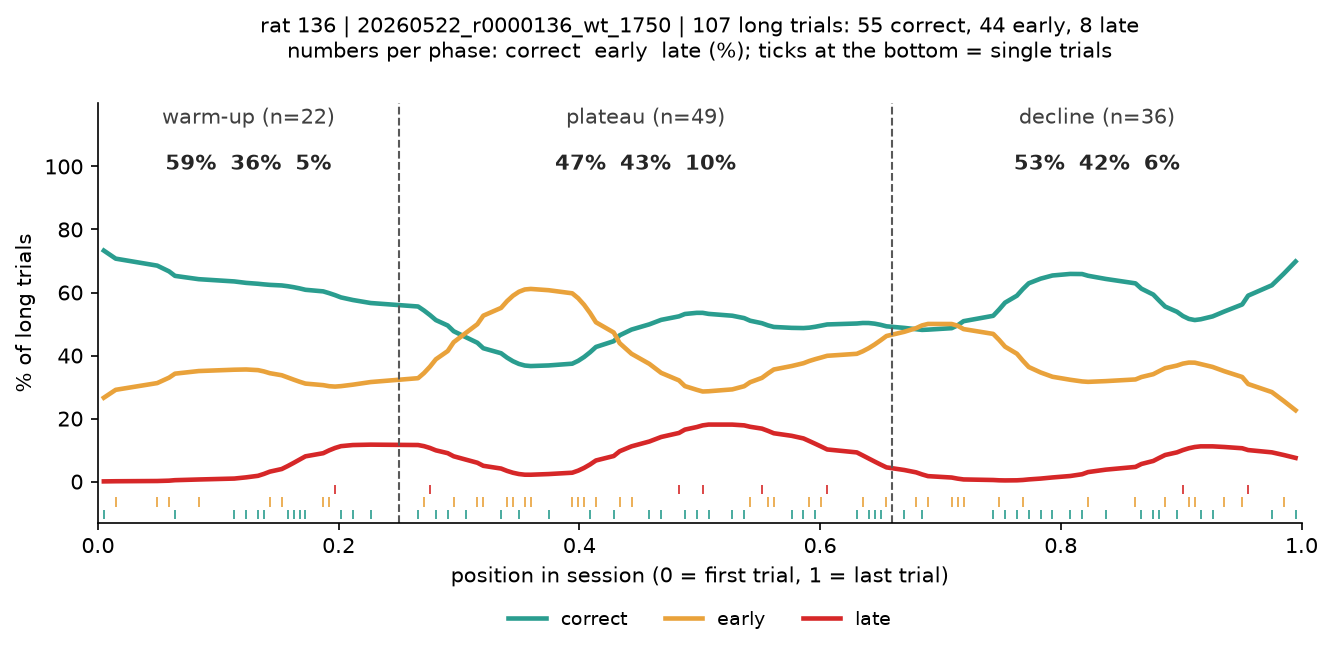 rat 136 | 20260522_r0000136_wt_1750 | 107 long trials: 55 correct, 44 early, 8 late
numbers per phase: correct  early  late (%); ticks at the bottom = single trials
warm-up (n=22)
plateau (n=49)
decline (n=36)
59%  36%  5%
47%  43%  10%
53%  42%  6%
% of long trials
100
80
60
40
20
0
0.0
0.2
0.4
0.6
0.8
1.0
position in session (0 = first trial, 1 = last trial)
correct
early
late